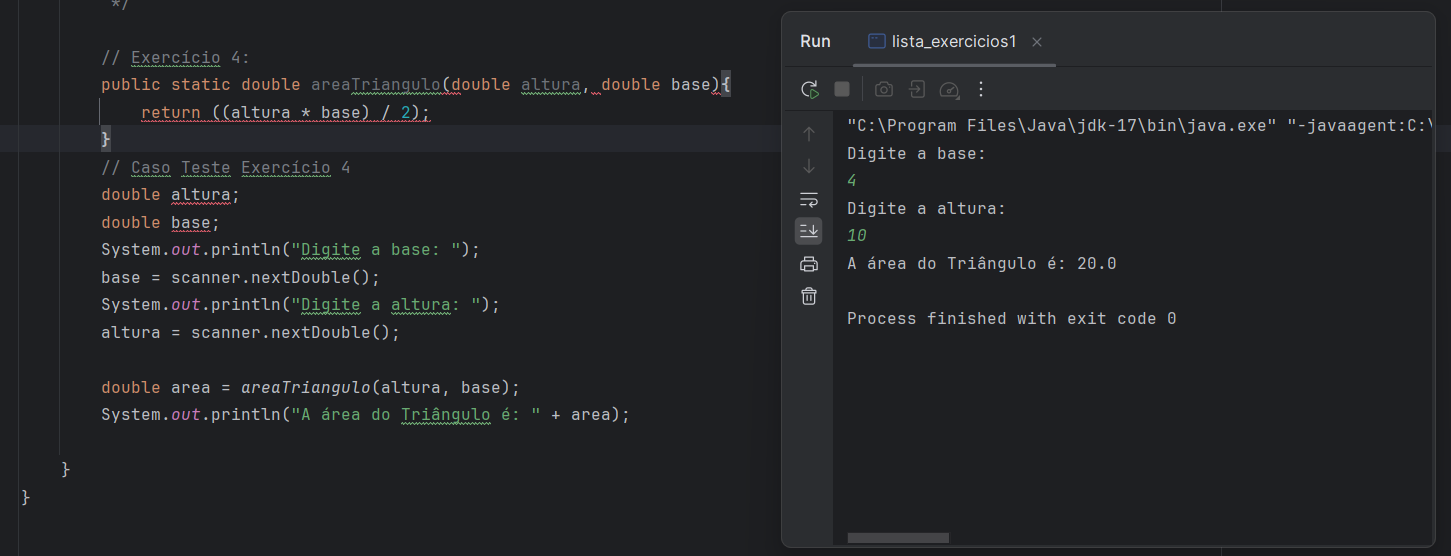 */
// Exercício 4:
public static double areaTriangulo(double altura, double base){
return ((altura * base) / 2);
}
// Caso Teste Exercício 4
double altura;
double base;
System.out.println("Digite a base: ");
base = scanner.nextDouble();
System.out.println("Digite a altura: ");
altura = scanner.nextDouble();
double area = areaTriangulo(altura, base);
System.out.println("A área do Triângulo é: " + area);
}
}
Run lista_exercicios1
"C:\Program Files\Java\jdk-17\bin\java.exe" "-javaagent:C:\
Digite a base:
4
Digite a altura:
10
A área do Triângulo é: 20.0
Process finished with exit code 0